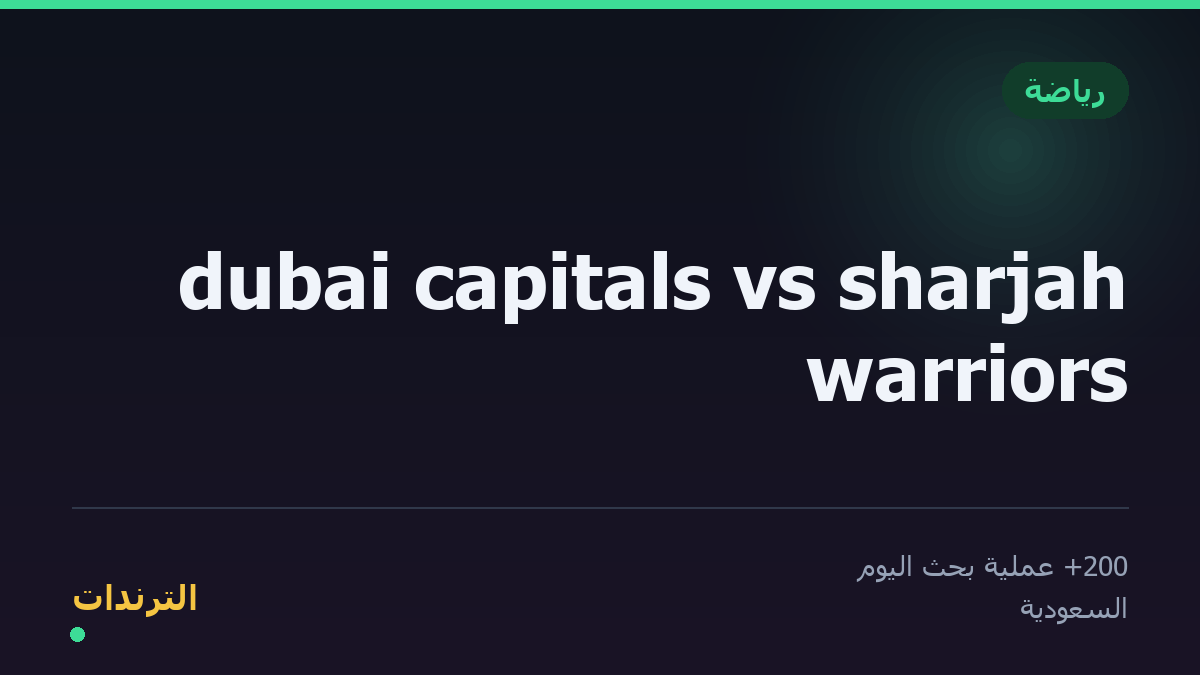 رياضة
dubai capitals vs sharjah
warriors
200+ عملية بحث اليوم
السعودية
الترندات